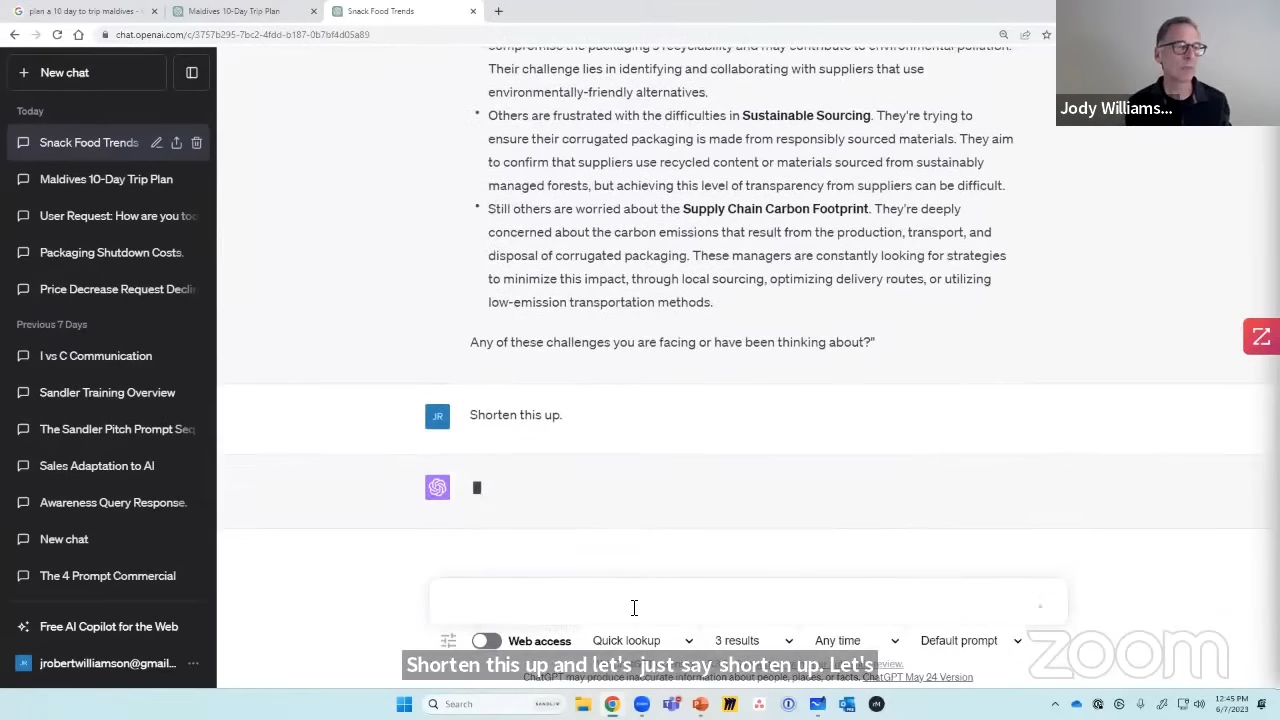 plan a 10 day to trip maldives -
Maldives 10-Day Trip Plan
Snack Food Trends
chat.openai.com/c/3757b295-7bc2-4fdd-b187-0b7bf4d05a89
New chat
Today
Snack Food Trends
Maldives 10-Day Trip Plan
User Request: How are you too
Packaging Shutdown Costs.
Price Decrease Request Decli
Previous 7 Days
I vs C Communication
Sandler Training Overview
The Sandler Pitch Prompt Seq
Sales Adaptation to AI
Awareness Query Response.
New chat
The 4 Prompt Commercial
Free AI Copilot for the Web
JR jrobertwilliamson@gmail
compromise the packaging's recyclability and may contribute to environmental pollution.
Their challenge lies in identifying and collaborating with suppliers that use
environmentally-friendly alternatives.
• Others are frustrated with the difficulties in Sustainable Sourcing. They're trying to
ensure their corrugated packaging is made from responsibly sourced materials. They aim
to confirm that suppliers use recycled content or materials sourced from sustainably
managed forests, but achieving this level of transparency from suppliers can be difficult.
• Still others are worried about the Supply Chain Carbon Footprint. They're deeply
concerned about the carbon emissions that result from the production, transport, and
disposal of corrugated packaging. These managers are constantly looking for strategies
to minimize this impact, through local sourcing, optimizing delivery routes, or utilizing
low-emission transportation methods.
Any of these challenges you are facing or have been thinking about?"
JR Shorten this up.
Web access Quick lookup 3 results Any time Default prompt
Shorten this up and let's just say shorten up. Let's
ChatGPT may produce inaccurate information about people, places, or facts. ChatGPT May 24 Version
Jody Williams...
zoom
Search
SANDLER
12:45 PM
6/7/2023